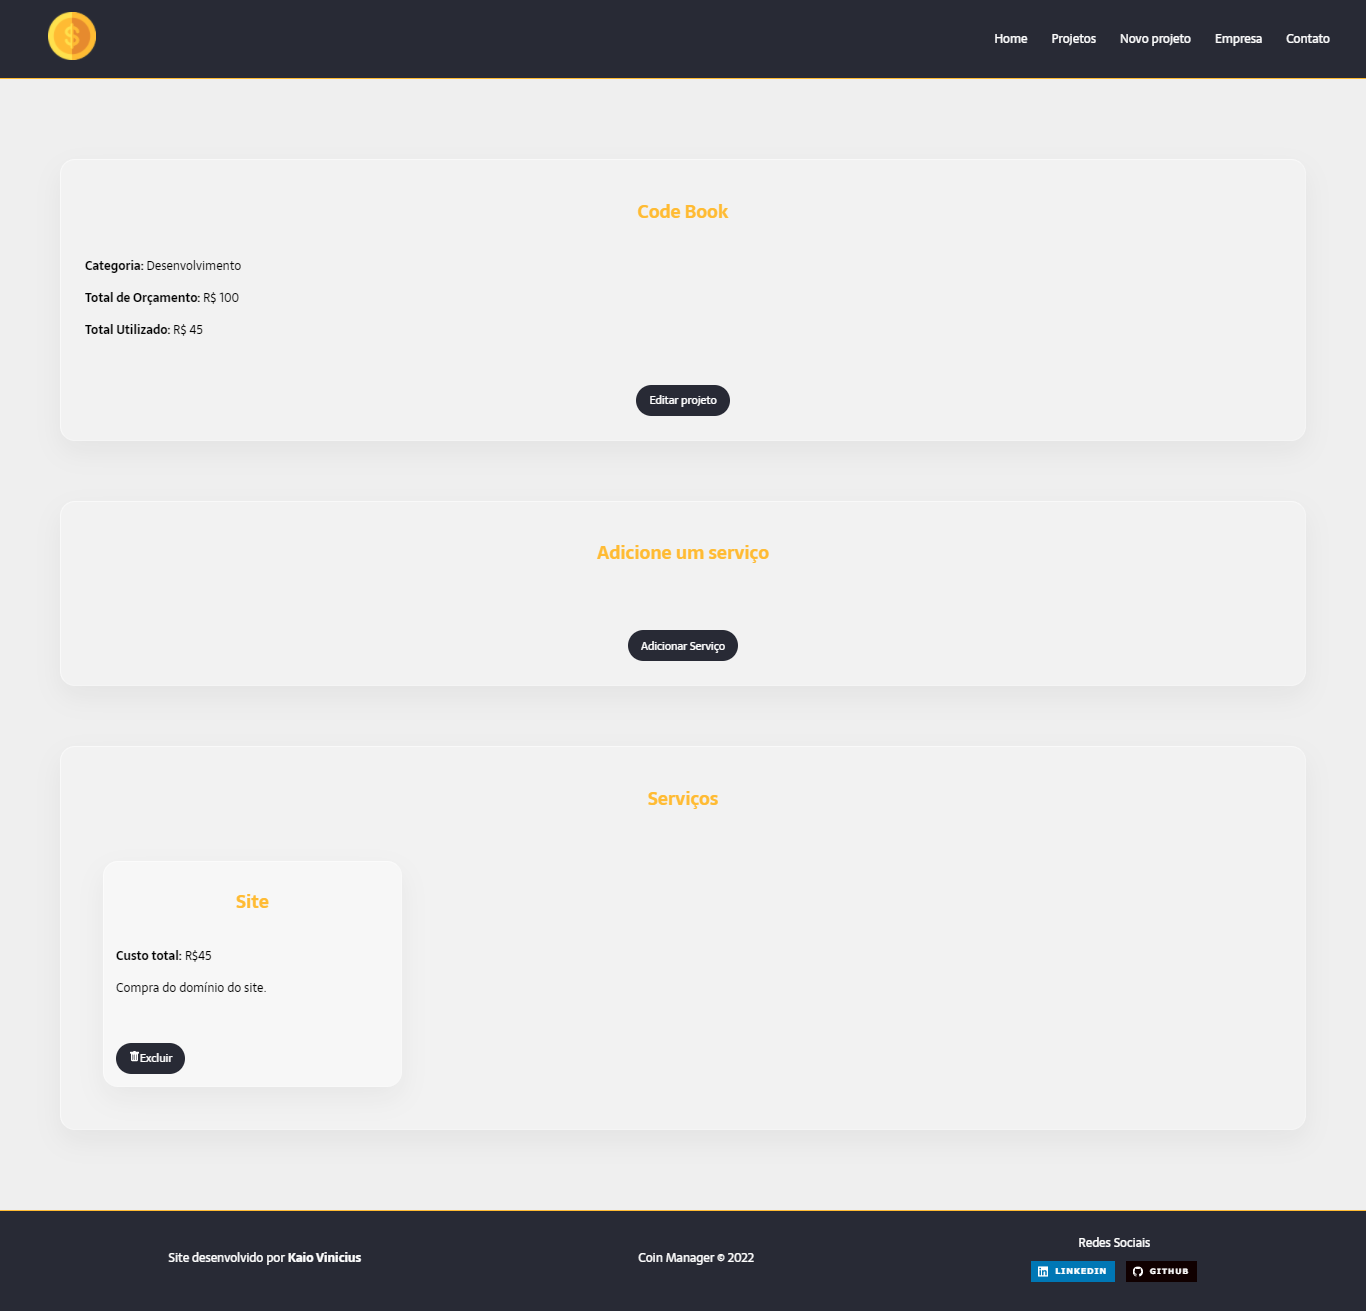 $
Home Projetos Novo projeto Empresa Contato
Code Book
Categoria: Desenvolvimento
Total de Orçamento: R$ 100
Total Utilizado: R$ 45
Editar projeto
Adicione um serviço
Adicionar Serviço
Serviços
Site
Custo total: R$45
Compra do domínio do site.
Excluir
Site desenvolvido por Kaio Vinicius
Coin Manager © 2022
Redes Sociais
LINKEDIN GITHUB